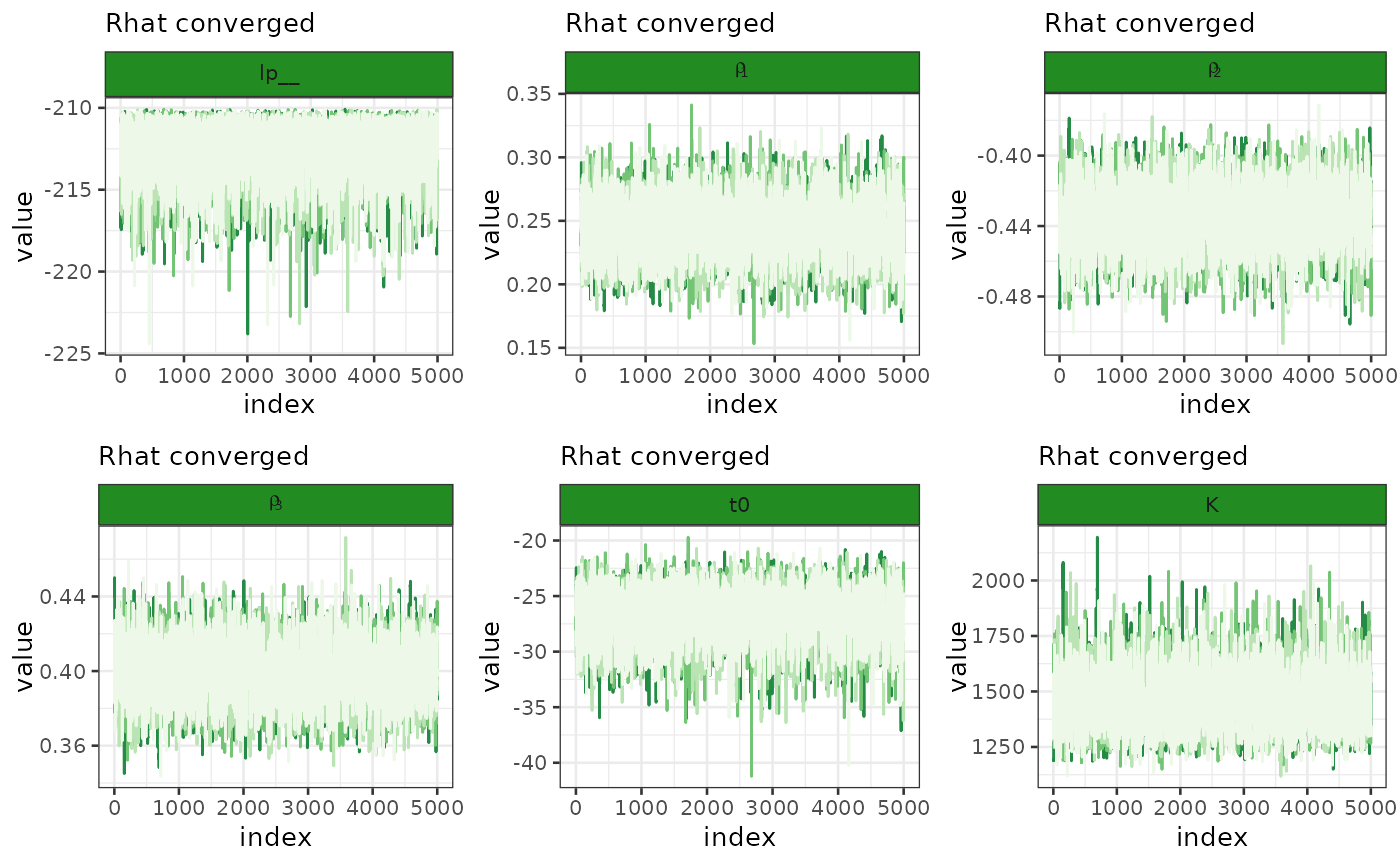 Rhat converged
Rhat converged
Rhat converged
lp__
ρ1
ρ2
-210
-215
-220
-225
value
0 1000 2000 3000 4000 5000
index
0.35
0.30
0.25
0.20
0.15
value
0 1000 2000 3000 4000 5000
index
-0.40
-0.44
-0.48
value
0 1000 2000 3000 4000 5000
index
Rhat converged
Rhat converged
Rhat converged
ρ3
t0
K
0.44
0.40
0.36
value
0 1000 2000 3000 4000 5000
index
-20
-25
-30
-35
-40
value
0 1000 2000 3000 4000 5000
index
2000
1750
1500
1250
value
0 1000 2000 3000 4000 5000
index